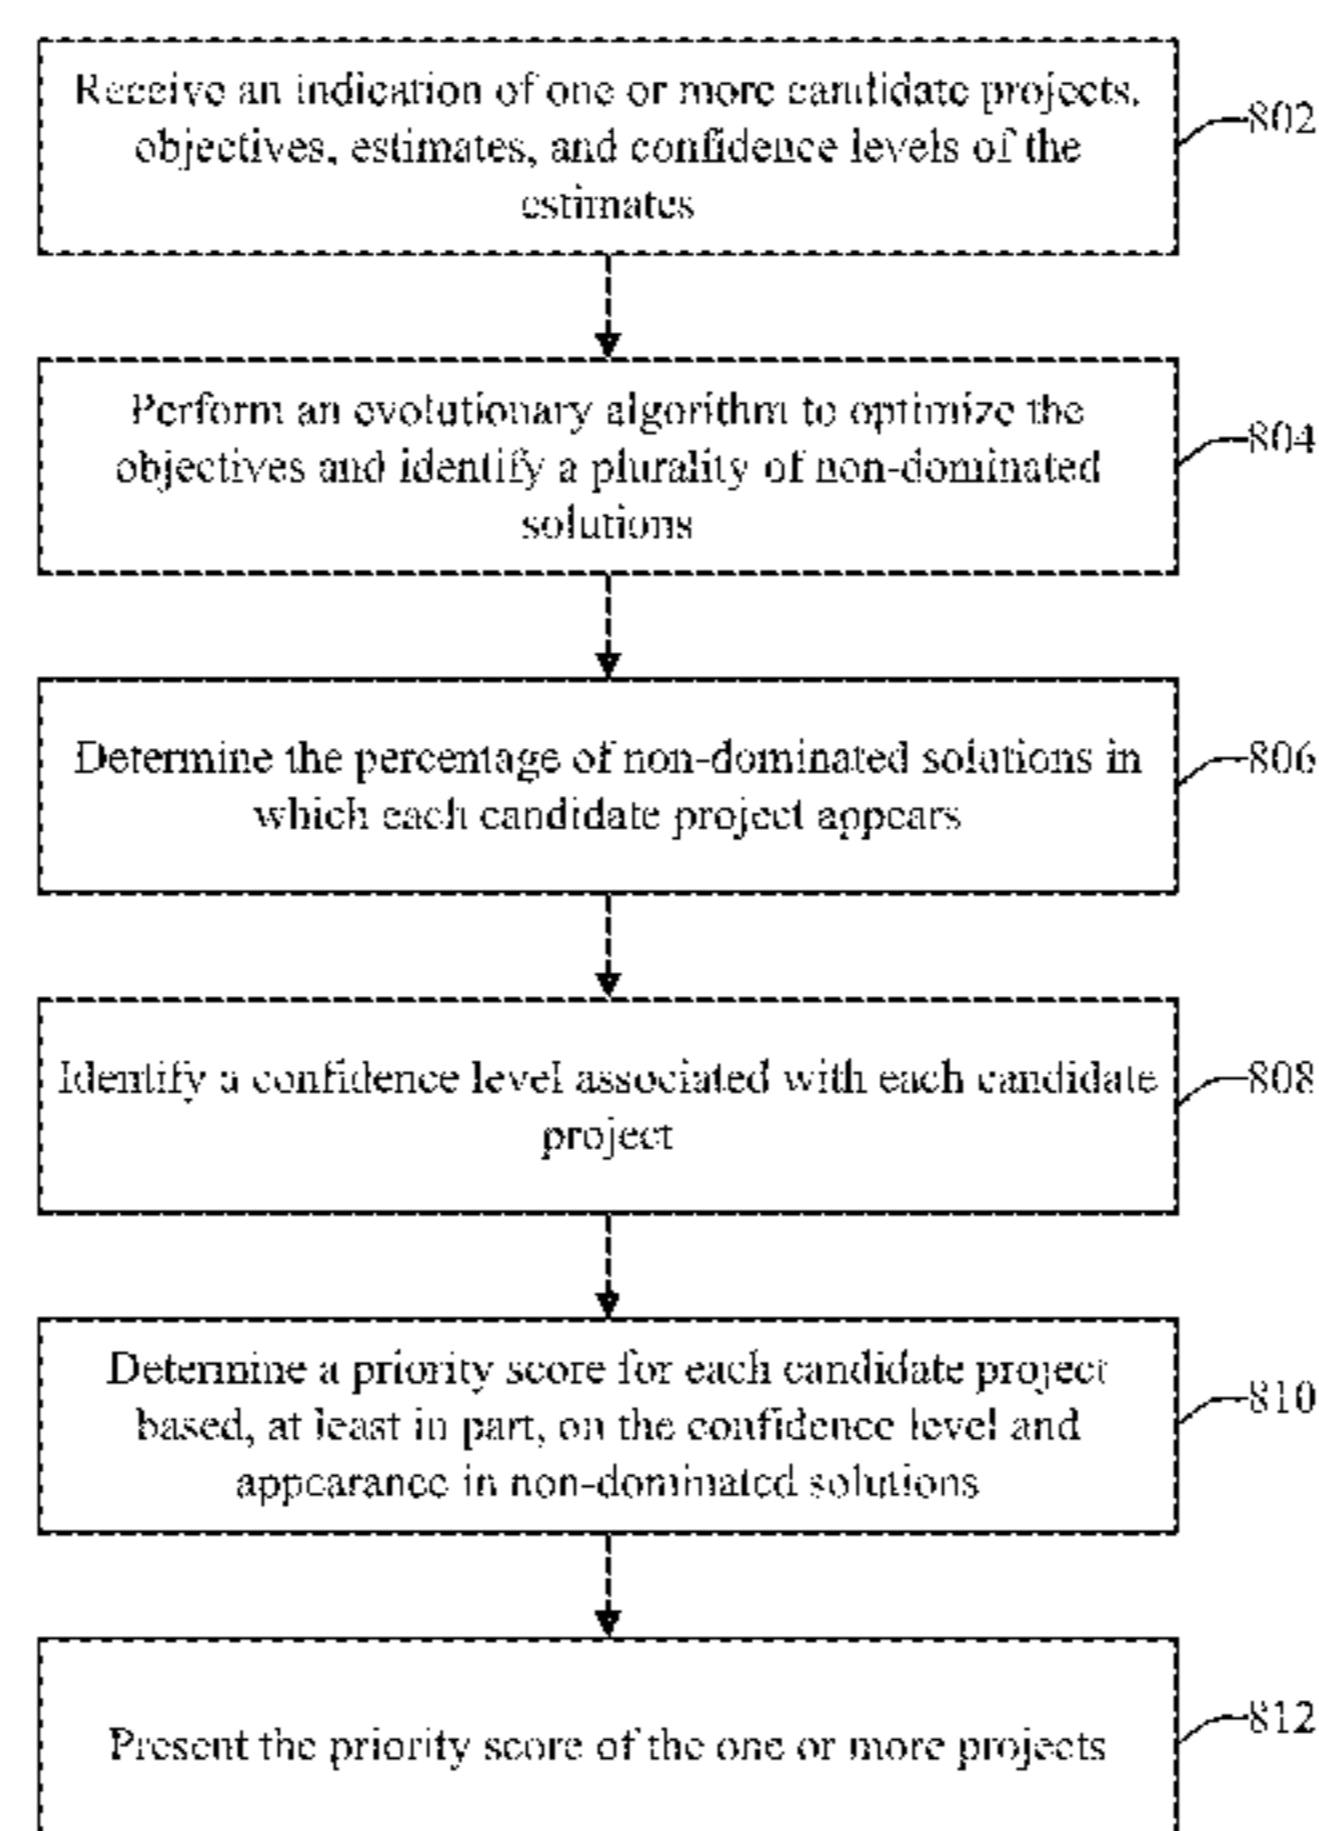 Receive an indication of one or more candidate projects,
objectives, estimates, and confidence levels of the
estimates
802
Perform an evolutionary algorithm to optimize the
objectives and identify a plurality of non-dominated
solutions
804
Determine the percentage of non-dominated solutions in
which each candidate project appears
806
Identify a confidence level associated with each candidate
project
808
Determine a priority score for each candidate project
based, at least in part, on the confidence level and
appearance in non-dominated solutions
810
Present the priority score of the one or more projects
812